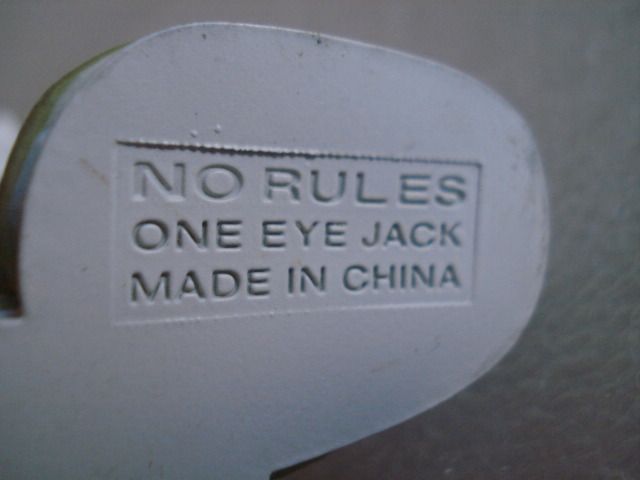 NO RULES
ONE EYE JACK
MADE IN CHINA